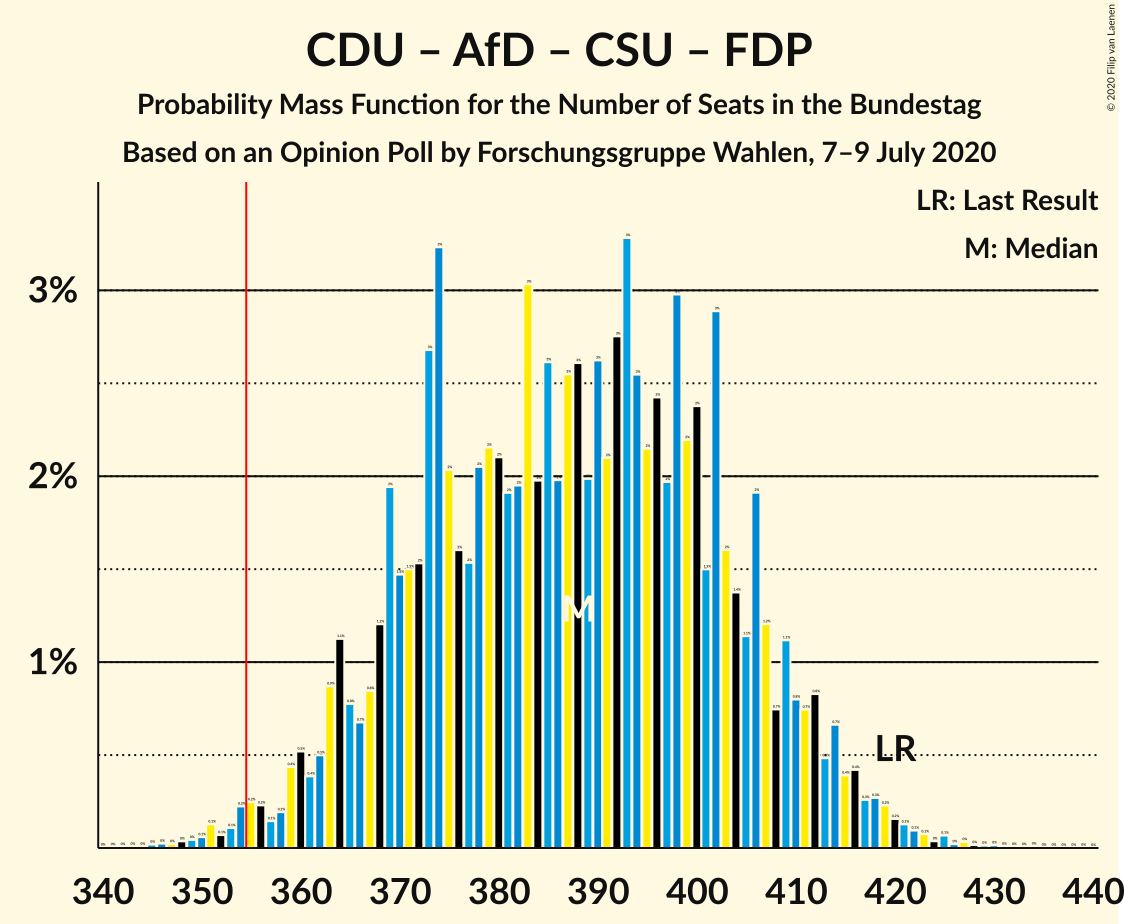 CDU – AfD – CSU – FDP
Probability Mass Function for the Number of Seats in the Bundestag
Based on an Opinion Poll by Forschungsgruppe Wahlen, 7–9 July 2020
© 2020 Filip van Laenen
LR: Last Result
M: Median
3%
2%
1%
M
LR
340 350 360 370 380 390 400 410 420 430 440